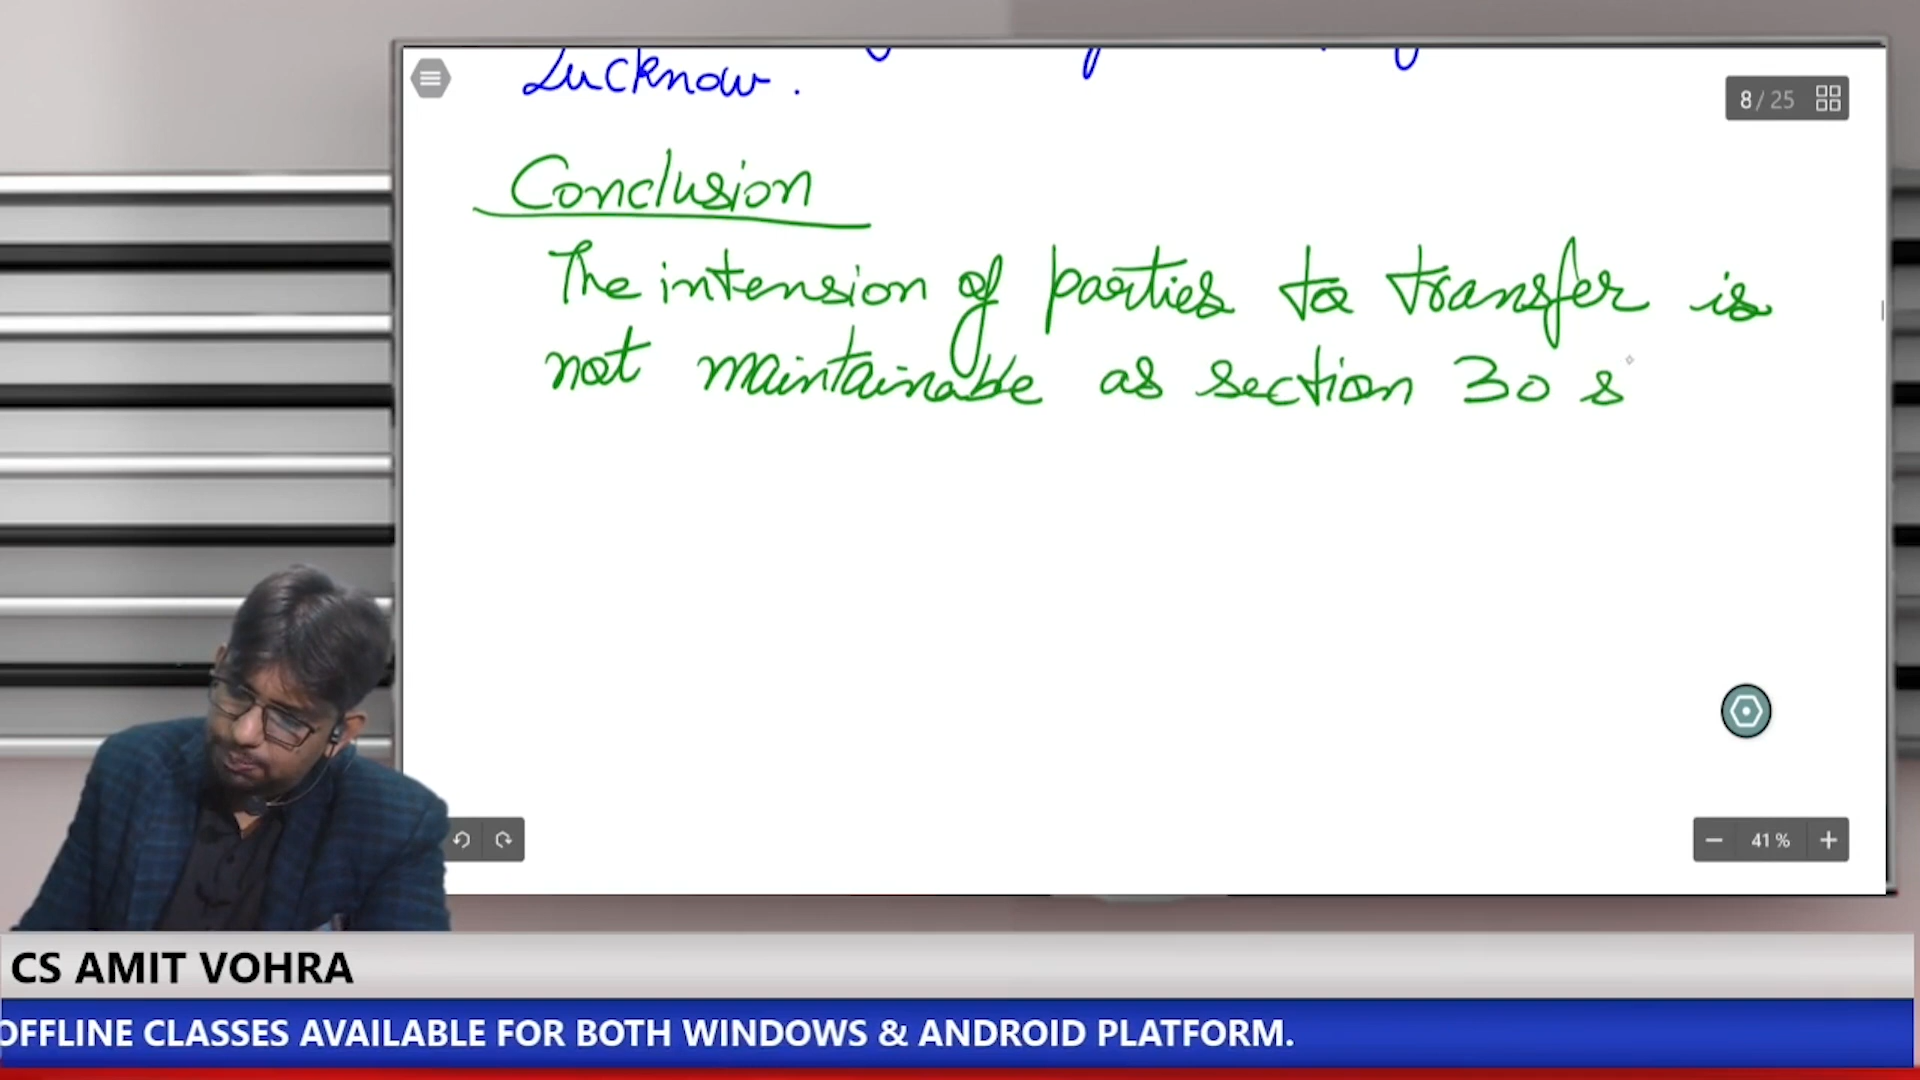 Lucknow.
8 / 25
Conclusion
The intension of parties to transfer is
not maintainable as section 30 s
41 %
CS AMIT VOHRA
OFFLINE CLASSES AVAILABLE FOR BOTH WINDOWS & ANDROID PLATFORM.